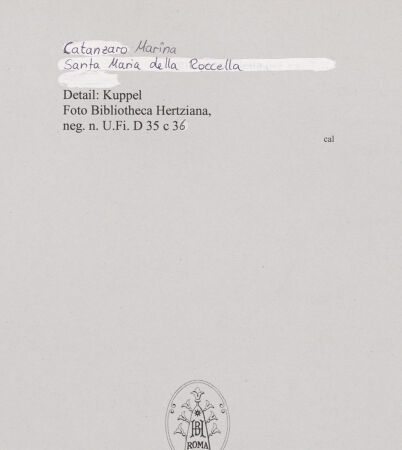 Catanzaro Marina
Santa Maria della Roccella
Detail: Kuppel
Foto Bibliotheca Hertziana,
neg. n. U.Fi. D 35 c 36
cal
BH
ROMA